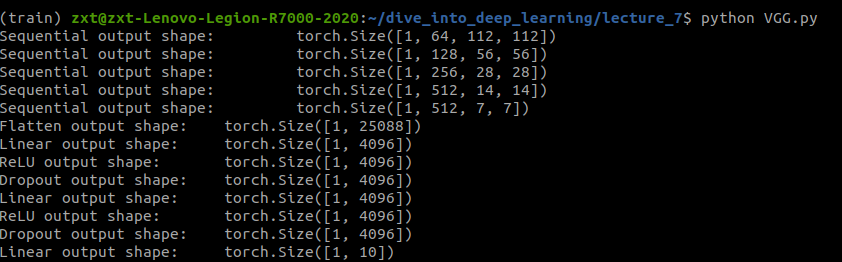 (train) zxt@zxt-Lenovo-Legion-R7000-2020:~/dive_into_deep_learning/lecture_7$ python VGG.py
Sequential output shape:         torch.Size([1, 64, 112, 112])
Sequential output shape:         torch.Size([1, 128, 56, 56])
Sequential output shape:         torch.Size([1, 256, 28, 28])
Sequential output shape:         torch.Size([1, 512, 14, 14])
Sequential output shape:         torch.Size([1, 512, 7, 7])
Flatten output shape:    torch.Size([1, 25088])
Linear output shape:     torch.Size([1, 4096])
ReLU output shape:       torch.Size([1, 4096])
Dropout output shape:    torch.Size([1, 4096])
Linear output shape:     torch.Size([1, 4096])
ReLU output shape:       torch.Size([1, 4096])
Dropout output shape:    torch.Size([1, 4096])
Linear output shape:     torch.Size([1, 10])